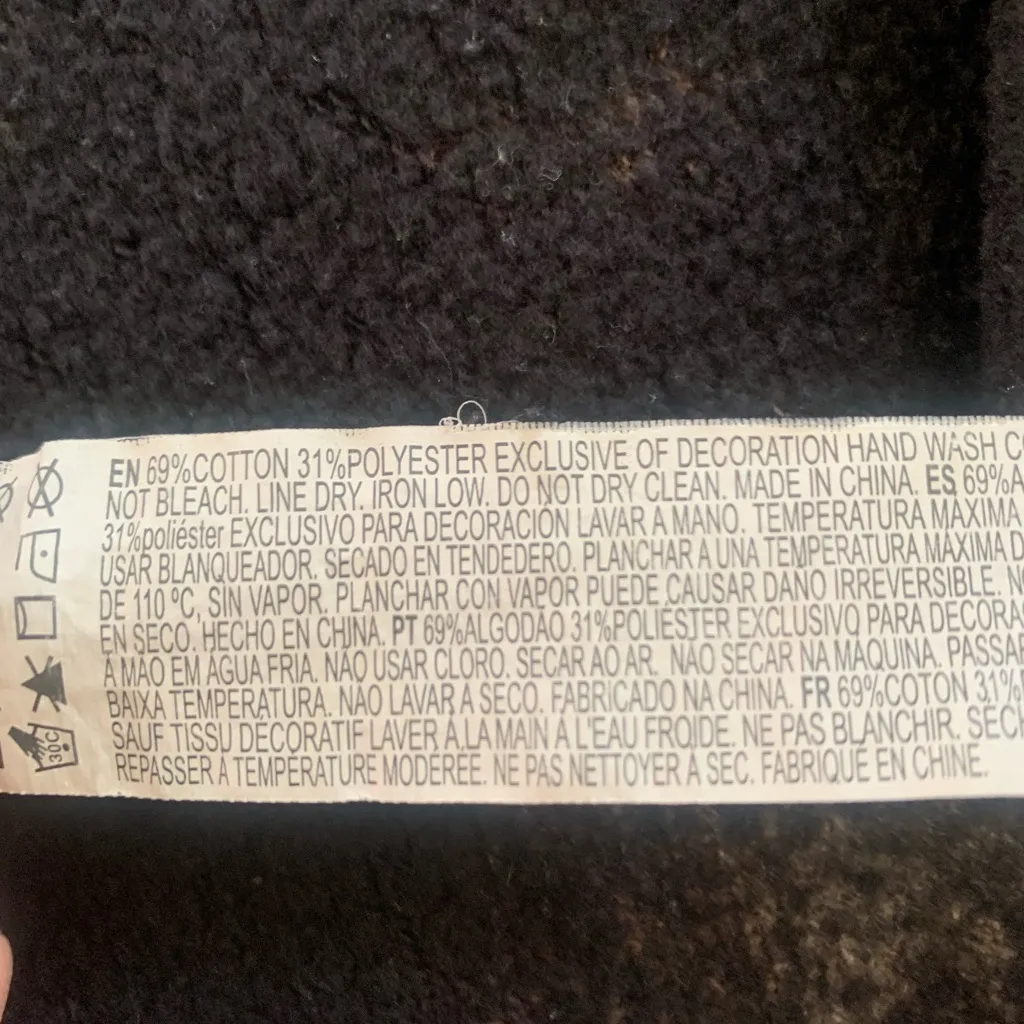 EN 69%COTTON 31%POLYESTER EXCLUSIVE OF DECORATION HAND WASH CO
NOT BLEACH. LINE DRY. IRON LOW. DO NOT DRY CLEAN. MADE IN CHINA. ES 69%A
31%poliéster EXCLUSIVO PARA DECORACIÓN LAVAR A MANO. TEMPERATURA MÁXIMA
USAR BLANQUEADOR. SECADO EN TENDEDERO. PLANCHAR A UNA TEMPERATURA MÁXIMA D
DE 110 ºC, SIN VAPOR. PLANCHAR CON VAPOR PUEDE CAUSAR DAÑO IRREVERSIBLE. NO
EN SECO. HECHO EN CHINA. PT 69%ALGODÃO 31%POLIÉSTER EXCLUSIVO PARA DECORA
À MÃO EM ÁGUA FRIA. NÃO USAR CLORO. SECAR AO AR. NÃO SECAR NA MÁQUINA. PASSAR
BAIXA TEMPERATURA. NÃO LAVAR A SECO. FABRICADO NA CHINA. FR 69%COTON 31%
SAUF TISSU DÉCORATIF LAVER À LA MAIN À L'EAU FROIDE. NE PAS BLANCHIR. SÉCH
REPASSER À TEMPÉRATURE MODÉRÉE. NE PAS NETTOYER À SEC. FABRIQUÉ EN CHINE.
30°C